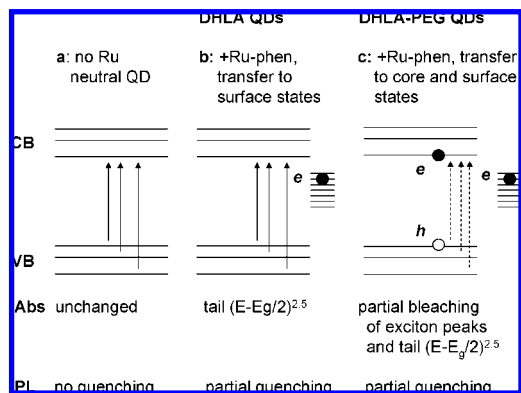 DHLA QDs
DHLA-PEG QDs
a: no Ru
neutral QD
b: +Ru-phen,
transfer to
surface states
c: +Ru-phen, transfer
to core and surface
states
CB
e
e
e
h
VB
Abs
unchanged
tail (E-Eg/2)2.5
partial bleaching
of exciton peaks
and tail (E-Eg/2)2.5
PL
no quenching
partial quenching
partial quenching